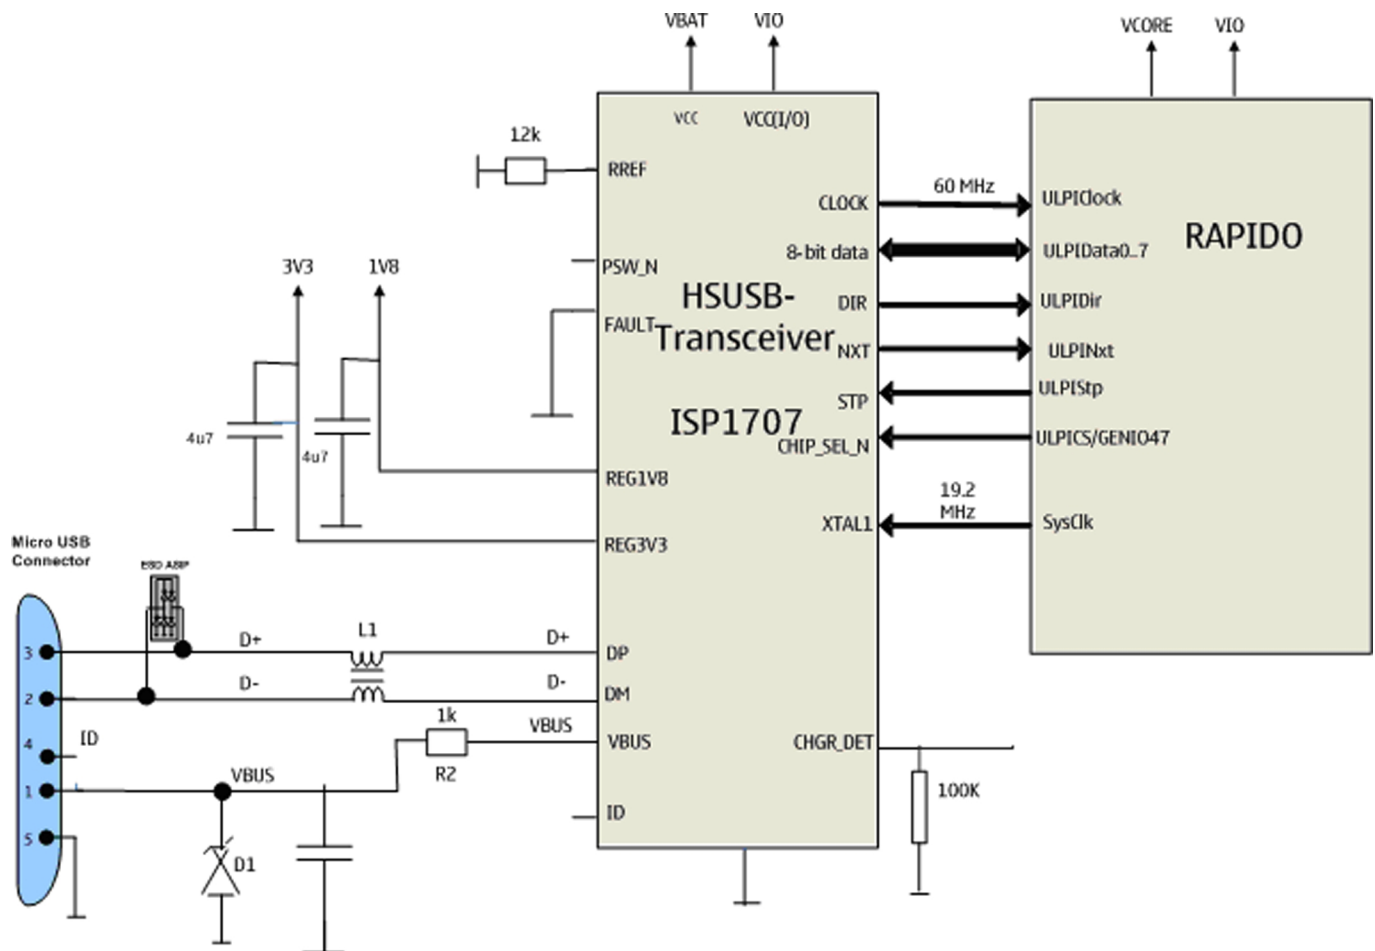 VBAT
VIO
VCORE
VIO
VCC
VCC(I/O)
12k
RREF
60 MHz
CLOCK
ULPIClock
RAPIDO
8-bit data
ULPIData0..7
3V3
1V8
PSW_N
HSUSB-
Transceiver
DIR
ULPIDir
FAULT
NXT
ULPINxt
ULPIStp
STP
ISP1707
4u7
4u7
CHIP_SEL_N
ULPICS/GENIO47
REG1V8
19.2
MHz
XTAL1
SysClk
REG3V3
Micro USB
Connector
ESD ASIP
3
D+
L1
D+
DP
2
D-
D-
DM
1k
4
ID
VBUS
VBUS
CHGR_DET
R2
1
VBUS
100K
ID
5
D1